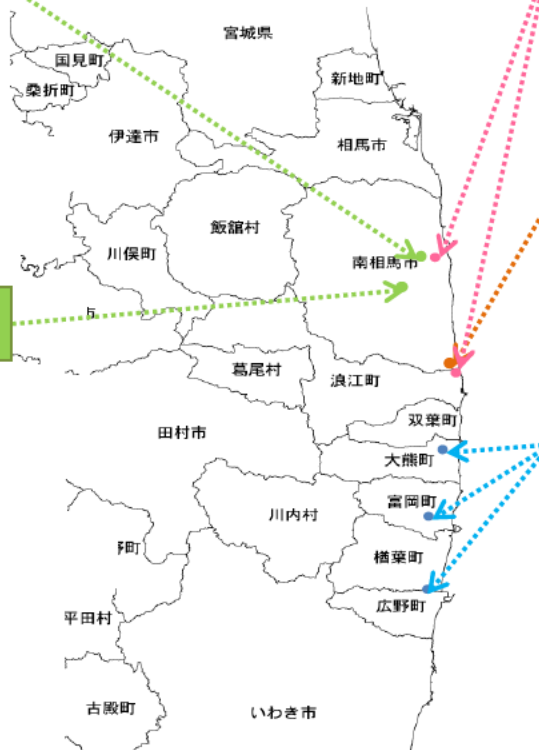 宮城県
国見町
新地町
桑折町
伊達市
相馬市
飯舘村
川俣町
南相馬市
葛尾村
浪江町
双葉町
田村市
大熊町
富岡町
川内村
楢葉町
広野町
平田村
古殿町
いわき市